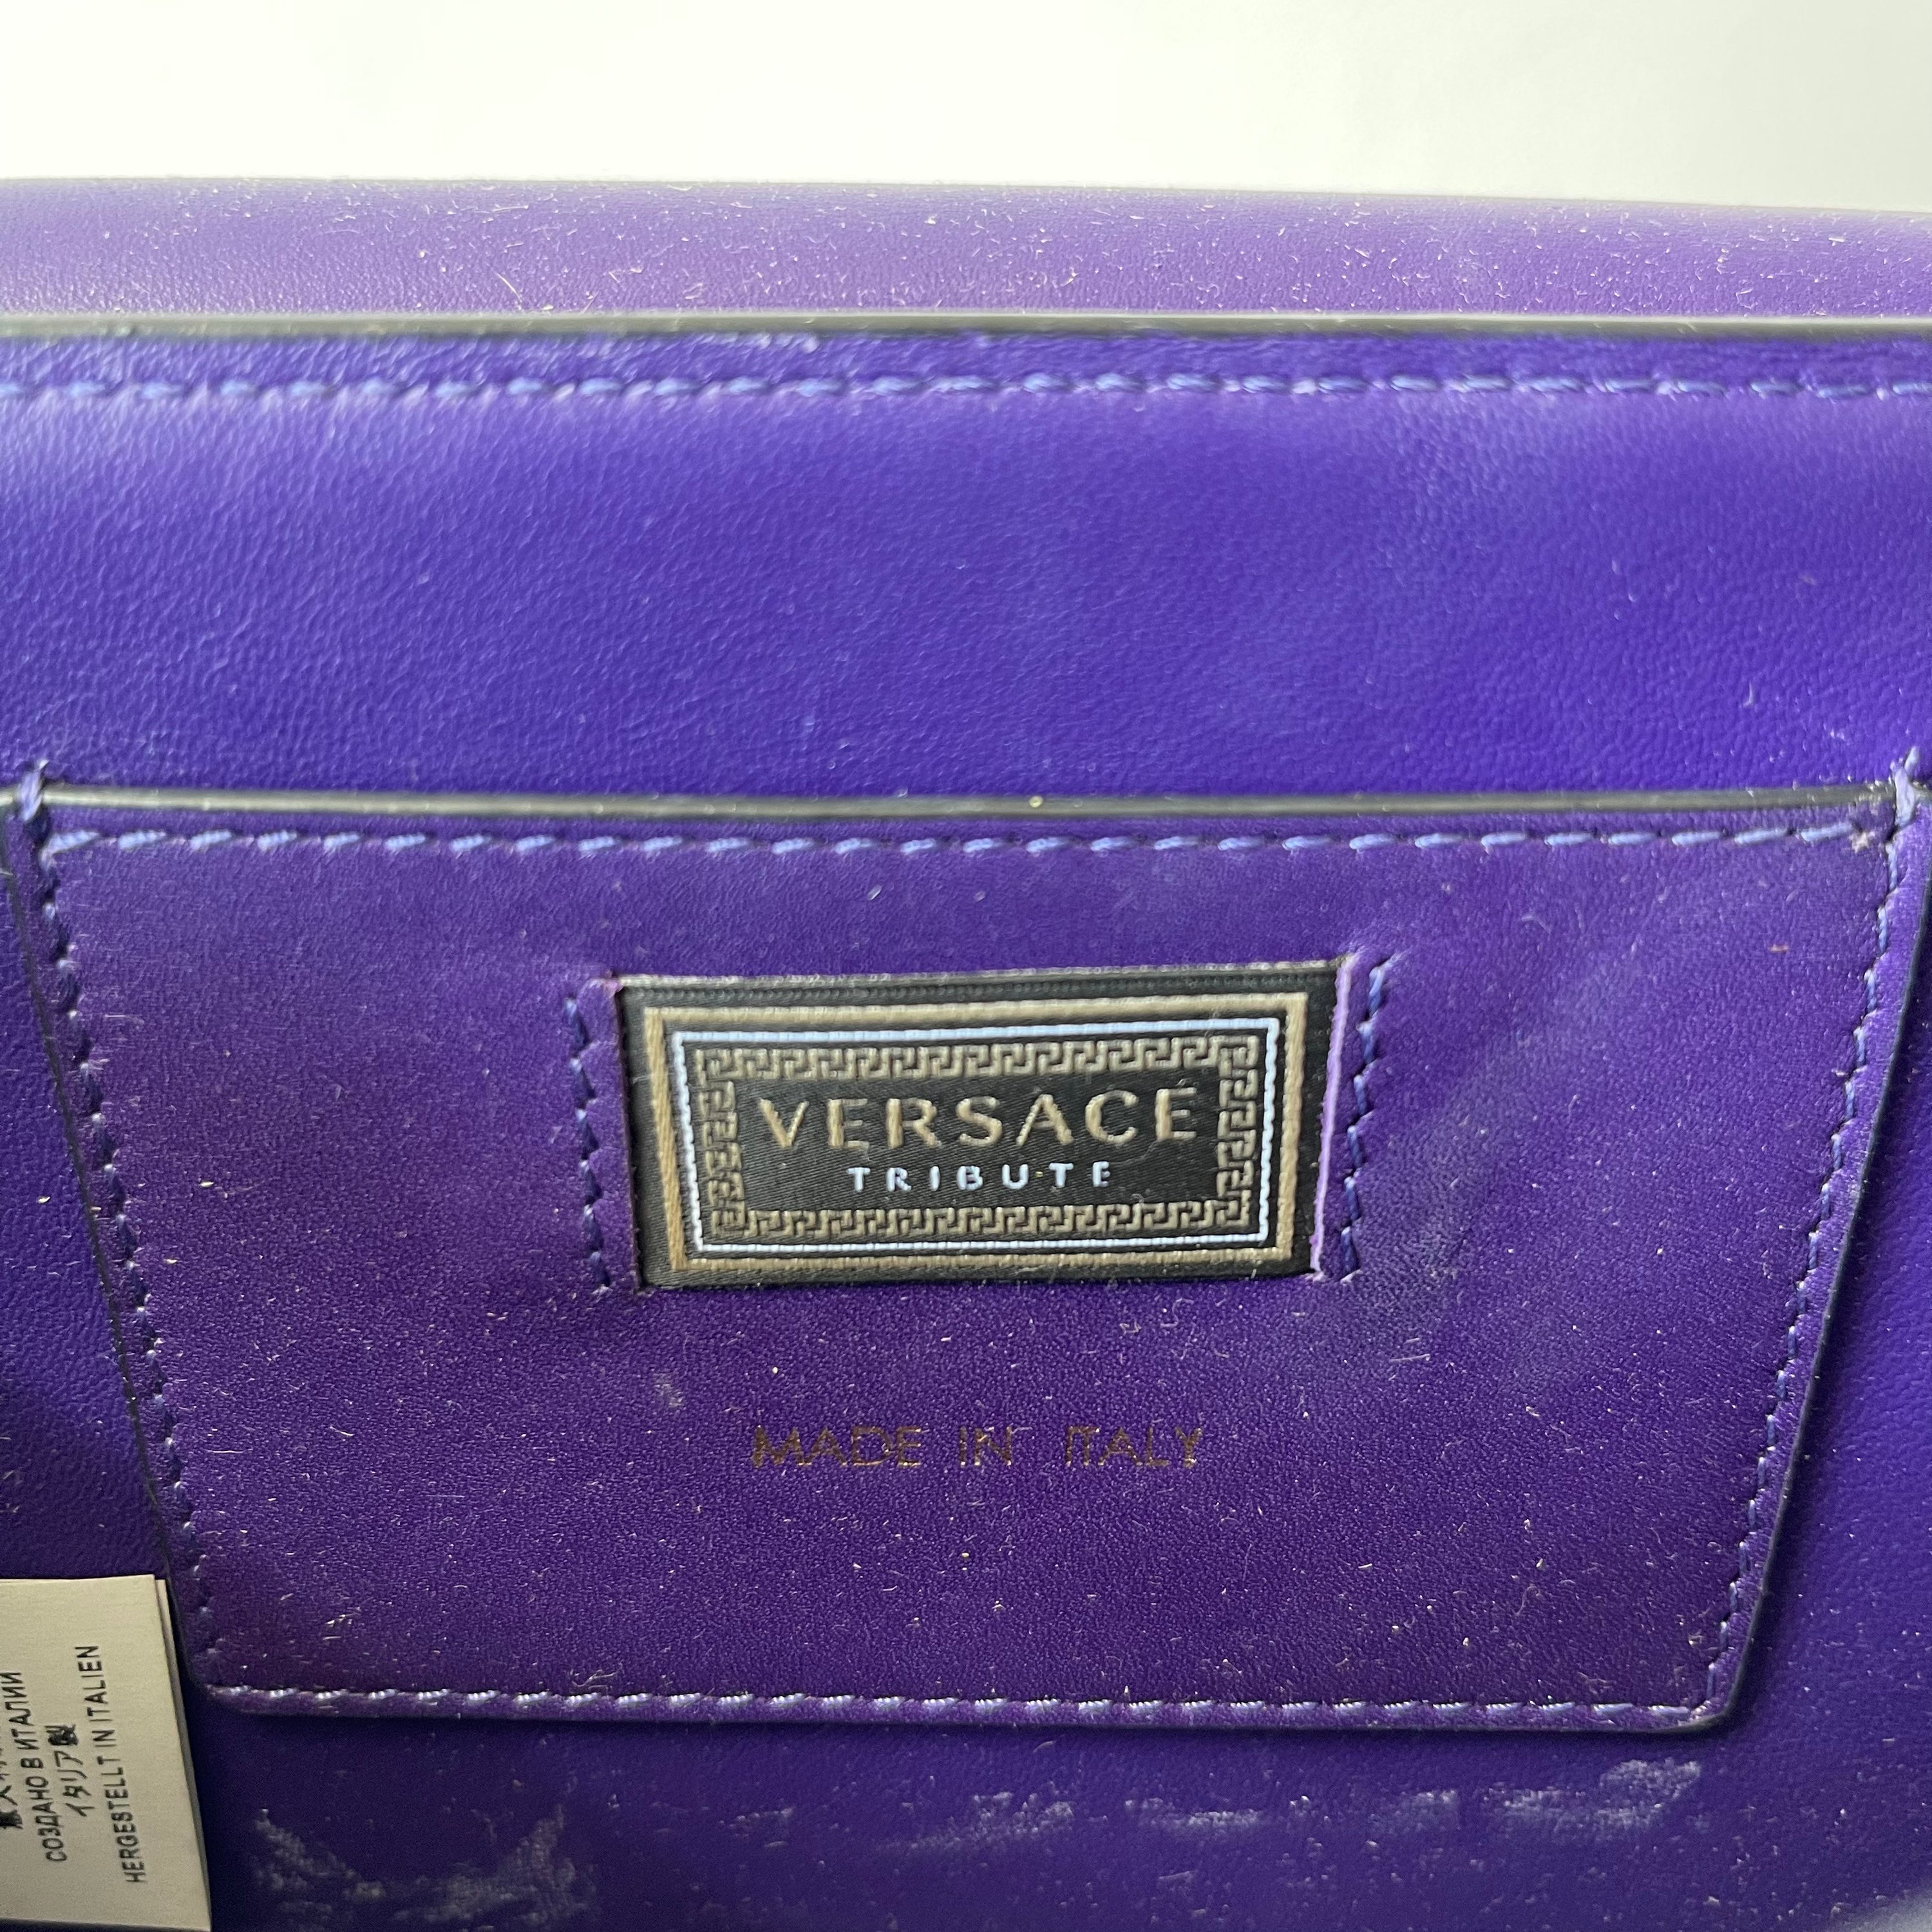 VERSACE
TRIBUTE
MADE IN ITALY
СОЗДАНО В ИТАЛИИ
イタリア製
HERGESTELLT IN ITALIEN